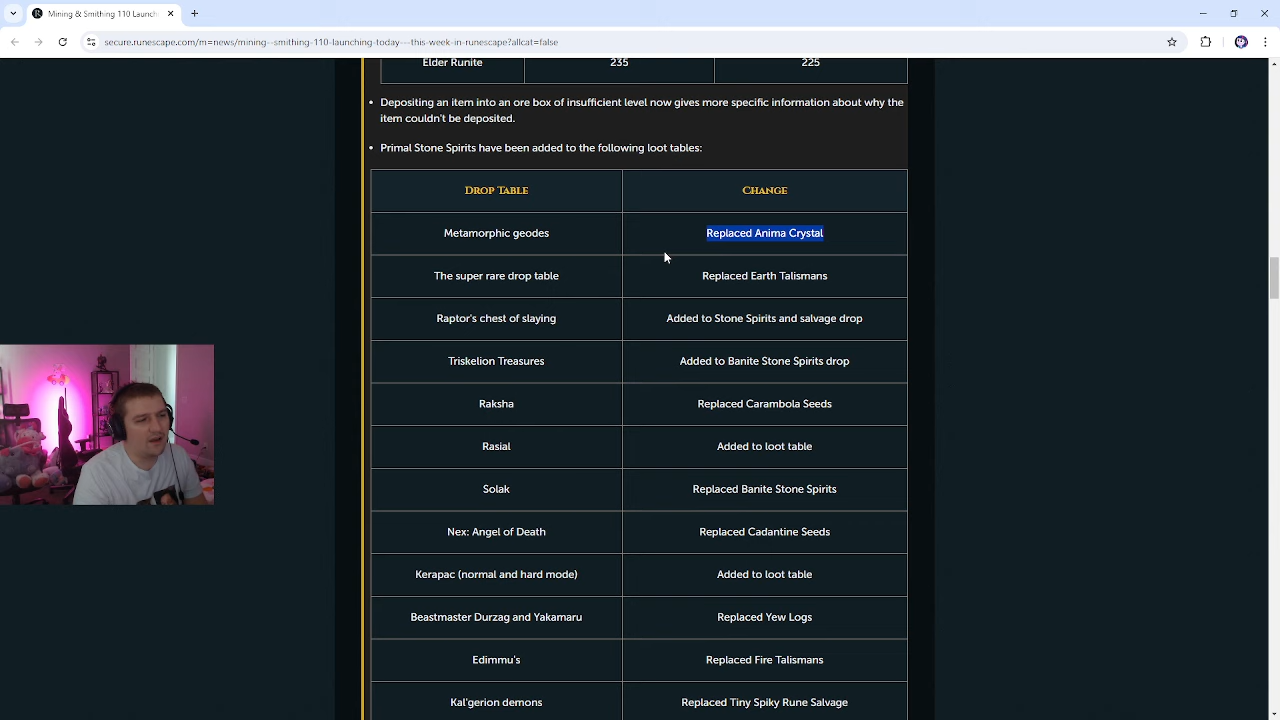 Mining & Smithing 110 Launch
secure.runescape.com/m=news/mining--smithing-110-launching-today---this-week-in-runescape?allcat=false
Elder Runite 235 225
• Depositing an item into an ore box of insufficient level now gives more specific information about why the
item couldn't be deposited.
• Primal Stone Spirits have been added to the following loot tables:
Drop Table Change
Metamorphic geodes Replaced Anima Crystal
The super rare drop table Replaced Earth Talismans
Raptor's chest of slaying Added to Stone Spirits and salvage drop
Triskelion Treasures Added to Banite Stone Spirits drop
Raksha Replaced Carambola Seeds
Rasial Added to loot table
Solak Replaced Banite Stone Spirits
Nex: Angel of Death Replaced Cadantine Seeds
Kerapac (normal and hard mode) Added to loot table
Beastmaster Durzag and Yakamaru Replaced Yew Logs
Edimmu's Replaced Fire Talismans
Kal'gerion demons Replaced Tiny Spiky Rune Salvage